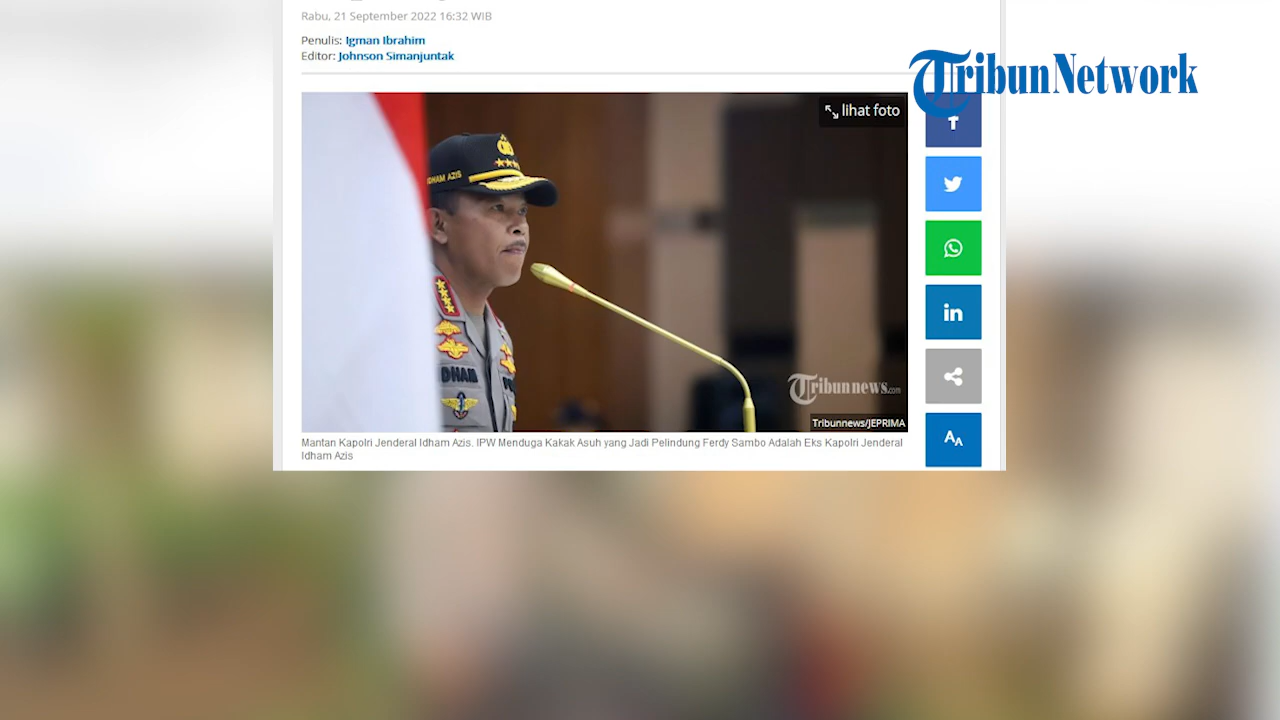 Rabu, 21 September 2022 16:32 WIB
Penulis: Igman Ibrahim
Editor: Johnson Simanjuntak
TribunNetwork
lihat foto
IDHAM AZIS
IDHAM
Tribunnews.com
Tribunnews/JEPRIMA
Mantan Kapolri Jenderal Idham Azis. IPW Menduga Kakak Asuh yang Jadi Pelindung Ferdy Sambo Adalah Eks Kapolri Jenderal
Idham Azis
AA